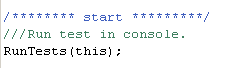 /******** start *********/
///Run test in console.
RunTests(this);